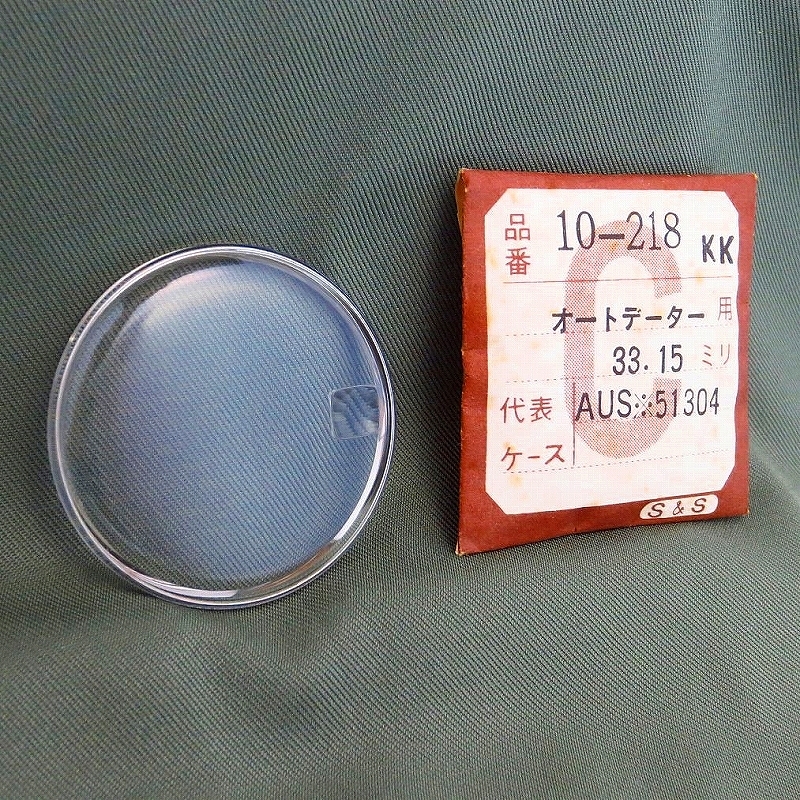 品番 10-218 KK
オートデーター用
33.15 ミリ
代表 AUS※51304
ケース
C
S & S